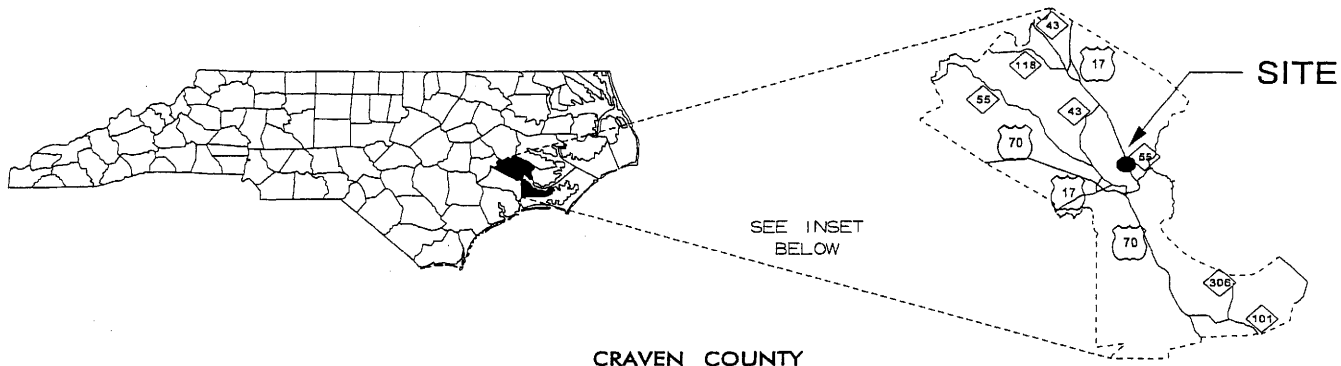 43
118
17
SITE
55
43
70
55
17
SEE INSET
BELOW
70
306
101
CRAVEN COUNTY